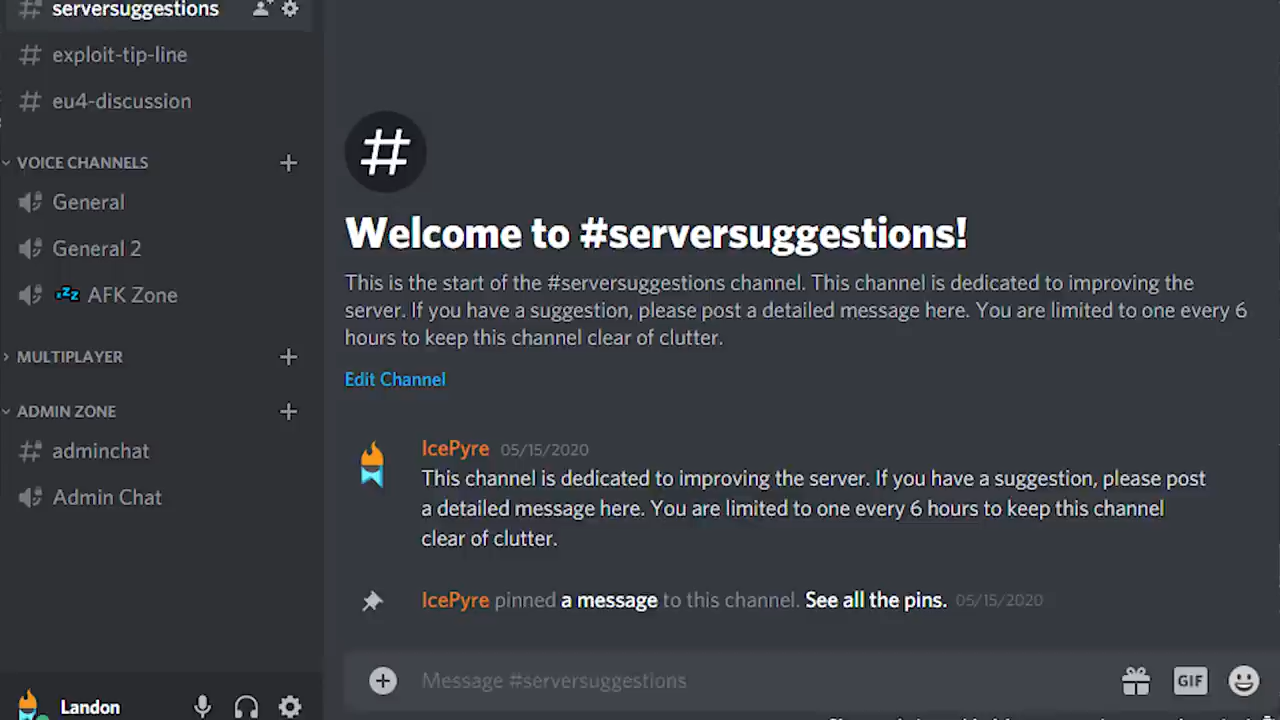 serversuggestions
exploit-tip-line
eu4-discussion
VOICE CHANNELS
General
General 2
zzZ AFK Zone
MULTIPLAYER
ADMIN ZONE
adminchat
Admin Chat
Landon
#
Welcome to #serversuggestions!
This is the start of the #serversuggestions channel. This channel is dedicated to improving the
server. If you have a suggestion, please post a detailed message here. You are limited to one every 6
hours to keep this channel clear of clutter.
Edit Channel
IcePyre 05/15/2020
This channel is dedicated to improving the server. If you have a suggestion, please post
a detailed message here. You are limited to one every 6 hours to keep this channel
clear of clutter.
IcePyre pinned a message to this channel. See all the pins. 05/15/2020
Message #serversuggestions
GIF